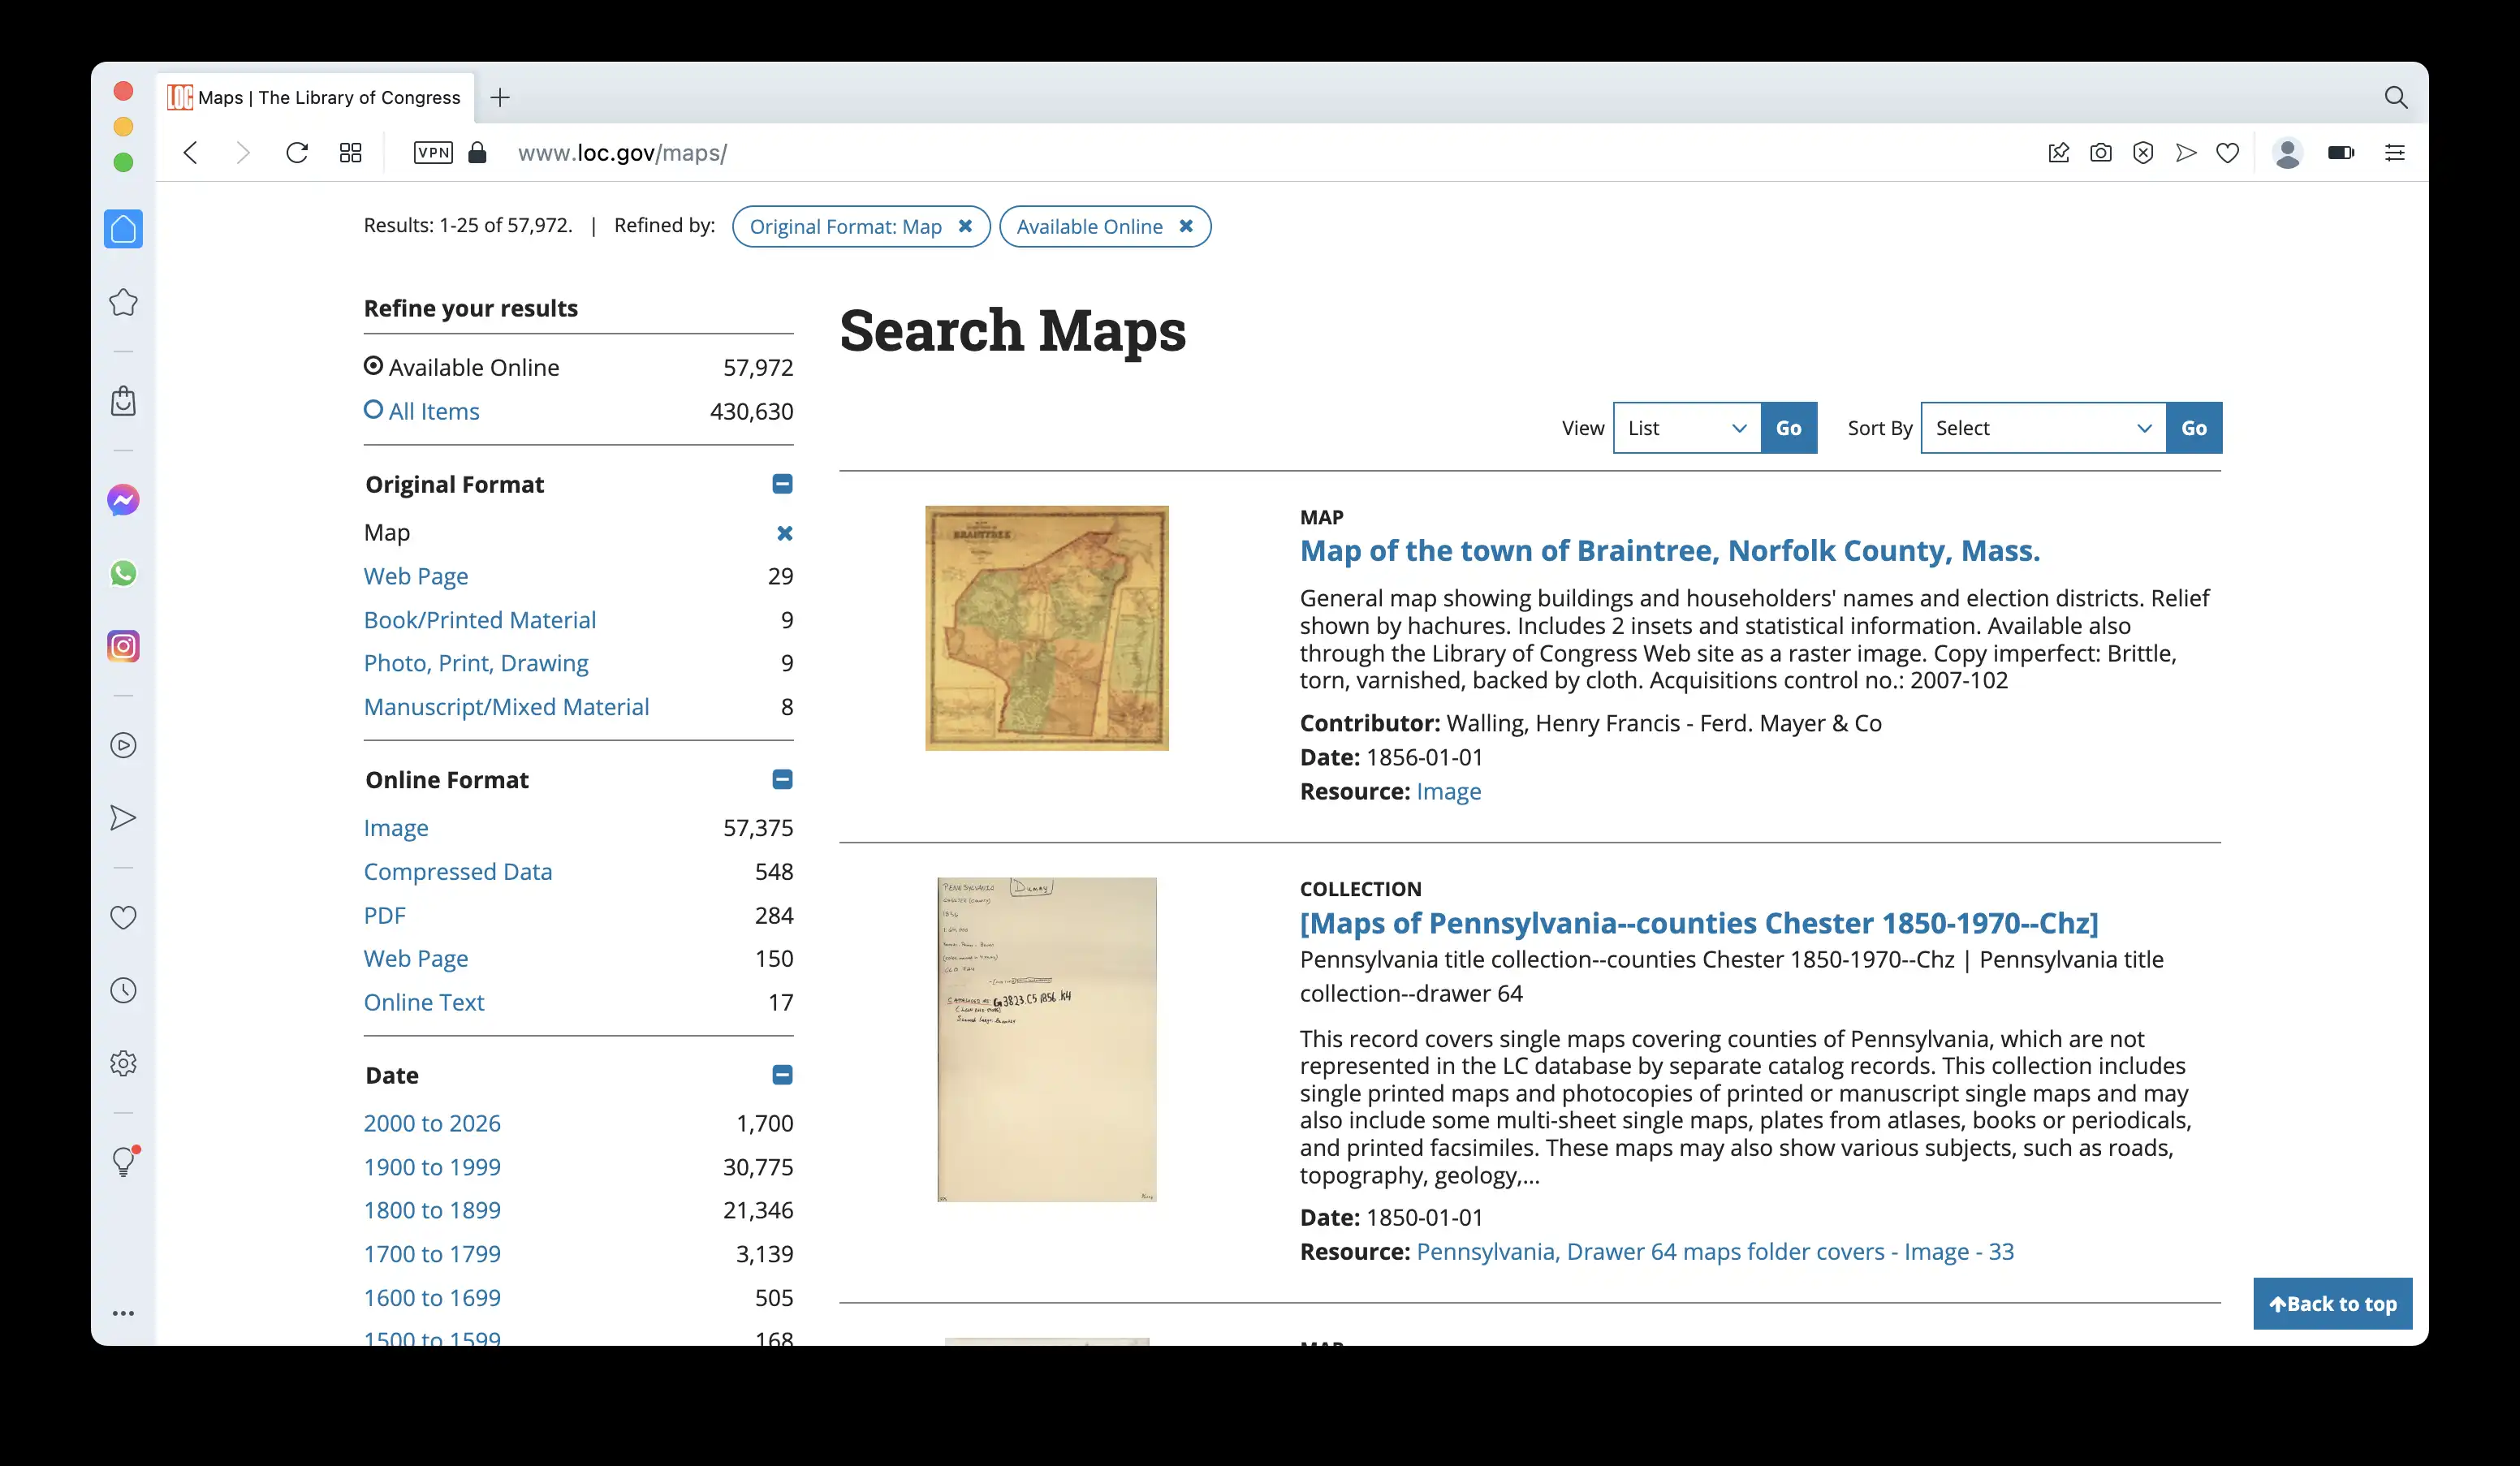 LOC Maps | The Library of Congress
VPN www.loc.gov/maps/
Results: 1-25 of 57,972. | Refined by: Original Format: Map Available Online
Refine your results
Available Online 57,972
All Items 430,630
Original Format
Map
Web Page 29
Book/Printed Material 9
Photo, Print, Drawing 9
Manuscript/Mixed Material 8
Online Format
Image 57,375
Compressed Data 548
PDF 284
Web Page 150
Online Text 17
Date
2000 to 2026 1,700
1900 to 1999 30,775
1800 to 1899 21,346
1700 to 1799 3,139
1600 to 1699 505
1500 to 1599 168
Search Maps
View List Go Sort By Select Go
BRAINTREE
MAP
Map of the town of Braintree, Norfolk County, Mass.
General map showing buildings and householders' names and election districts. Relief
shown by hachures. Includes 2 insets and statistical information. Available also
through the Library of Congress Web site as a raster image. Copy imperfect: Brittle,
torn, varnished, backed by cloth. Acquisitions control no.: 2007-102
Contributor: Walling, Henry Francis - Ferd. Mayer & Co
Date: 1856-01-01
Resource: Image
G3823.C5 1856 .K4
COLLECTION
[Maps of Pennsylvania--counties Chester 1850-1970--Chz]
Pennsylvania title collection--counties Chester 1850-1970--Chz | Pennsylvania title
collection--drawer 64
This record covers single maps covering counties of Pennsylvania, which are not
represented in the LC database by separate catalog records. This collection includes
single printed maps and photocopies of printed or manuscript single maps and may
also include some multi-sheet single maps, plates from atlases, books or periodicals,
and printed facsimiles. These maps may also show various subjects, such as roads,
topography, geology,...
Date: 1850-01-01
Resource: Pennsylvania, Drawer 64 maps folder covers - Image - 33
MAP
Back to top